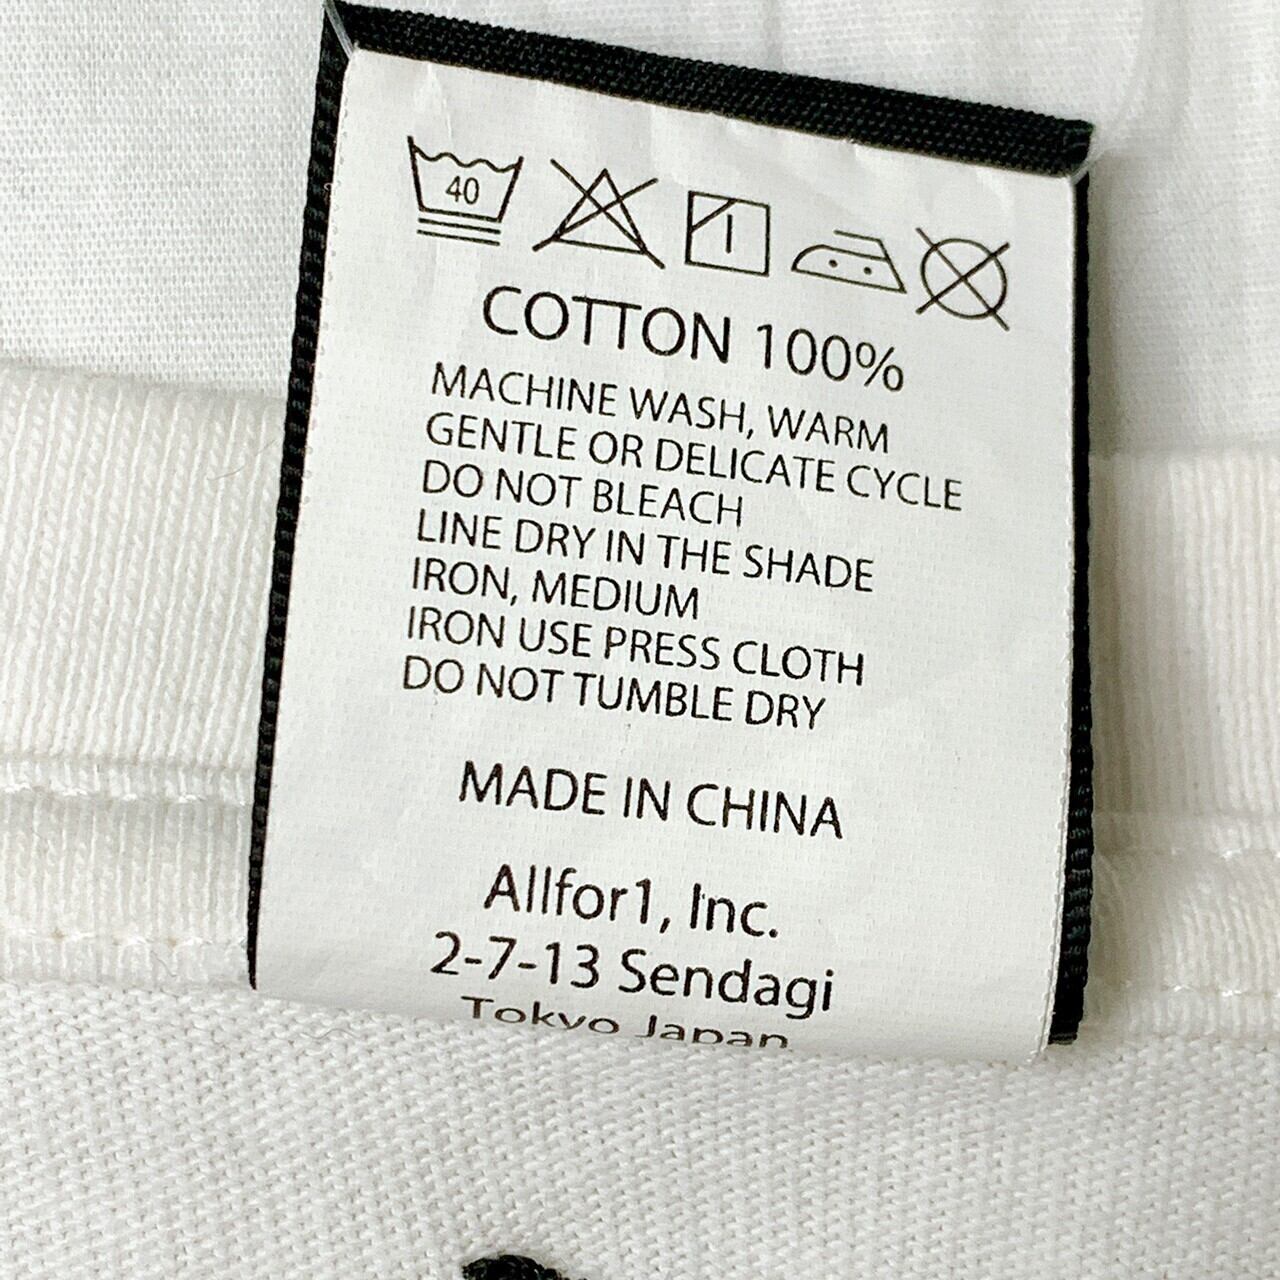 40
COTTON 100%
MACHINE WASH, WARM
GENTLE OR DELICATE CYCLE
DO NOT BLEACH
LINE DRY IN THE SHADE
IRON, MEDIUM
IRON USE PRESS CLOTH
DO NOT TUMBLE DRY
MADE IN CHINA
Allfor1, Inc.
2-7-13 Sendagi
Tokyo Japan